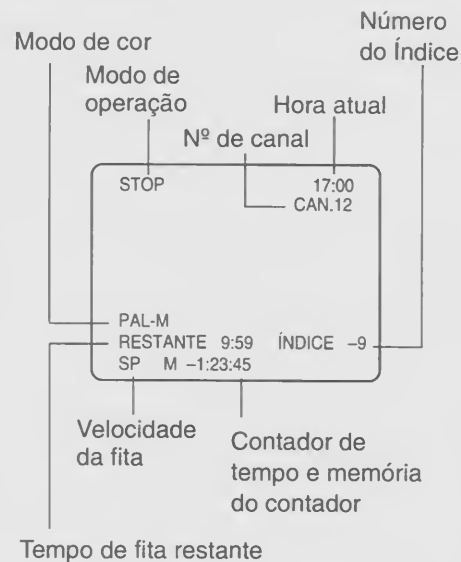 Modo de cor
Número
do Índice
Modo de
operação
Hora atual
Nº de canal
STOP
17:00
CAN.12
PAL-M
RESTANTE 9:59 ÍNDICE –9
SP M –1:23:45
Velocidade
da fita
Contador de
tempo e memória
do contador
Tempo de fita restante